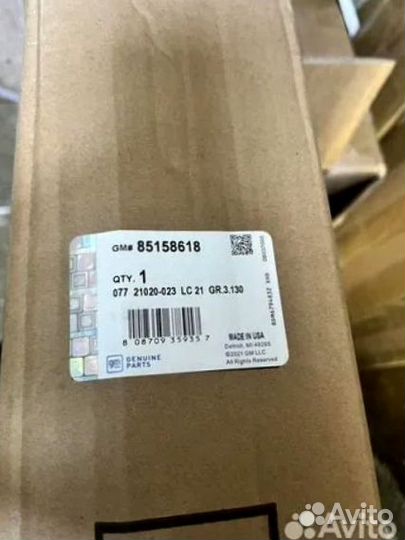 GM# 85158618
QTY. 1
077 21020-023 LC 21 GR.3.130
8 08709 35935 7
MADE IN USA
Detroit, MI 48265
©2021 GM LLC
All Rights Reserved
GENUINE
PARTS
Avito
Avito